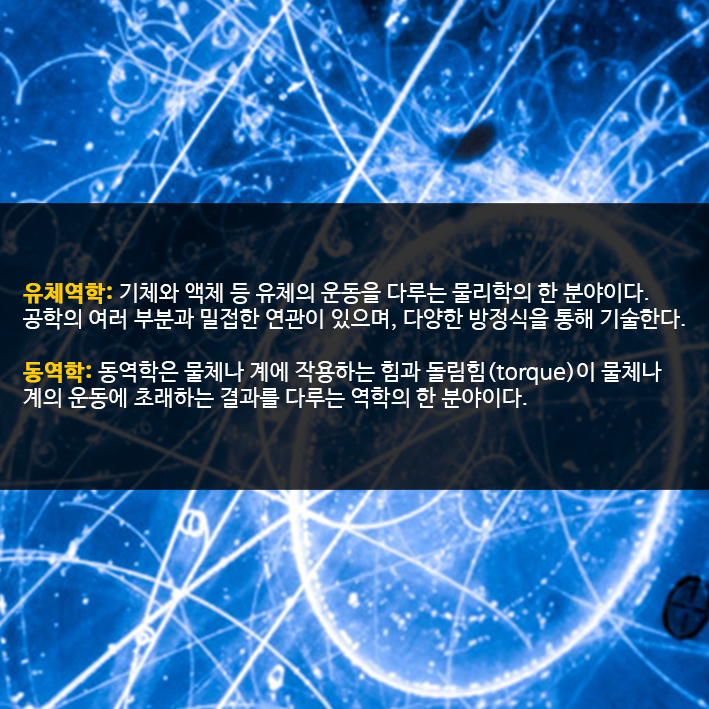 유체역학: 기체와 액체 등 유체의 운동을 다루는 물리학의 한 분야이다.
공학의 여러 부분과 밀접한 연관이 있으며, 다양한 방정식을 통해 기술한다.
동역학: 동역학은 물체나 계에 작용하는 힘과 돌림힘(torque)이 물체나
계의 운동에 초래하는 결과를 다루는 역학의 한 분야이다.